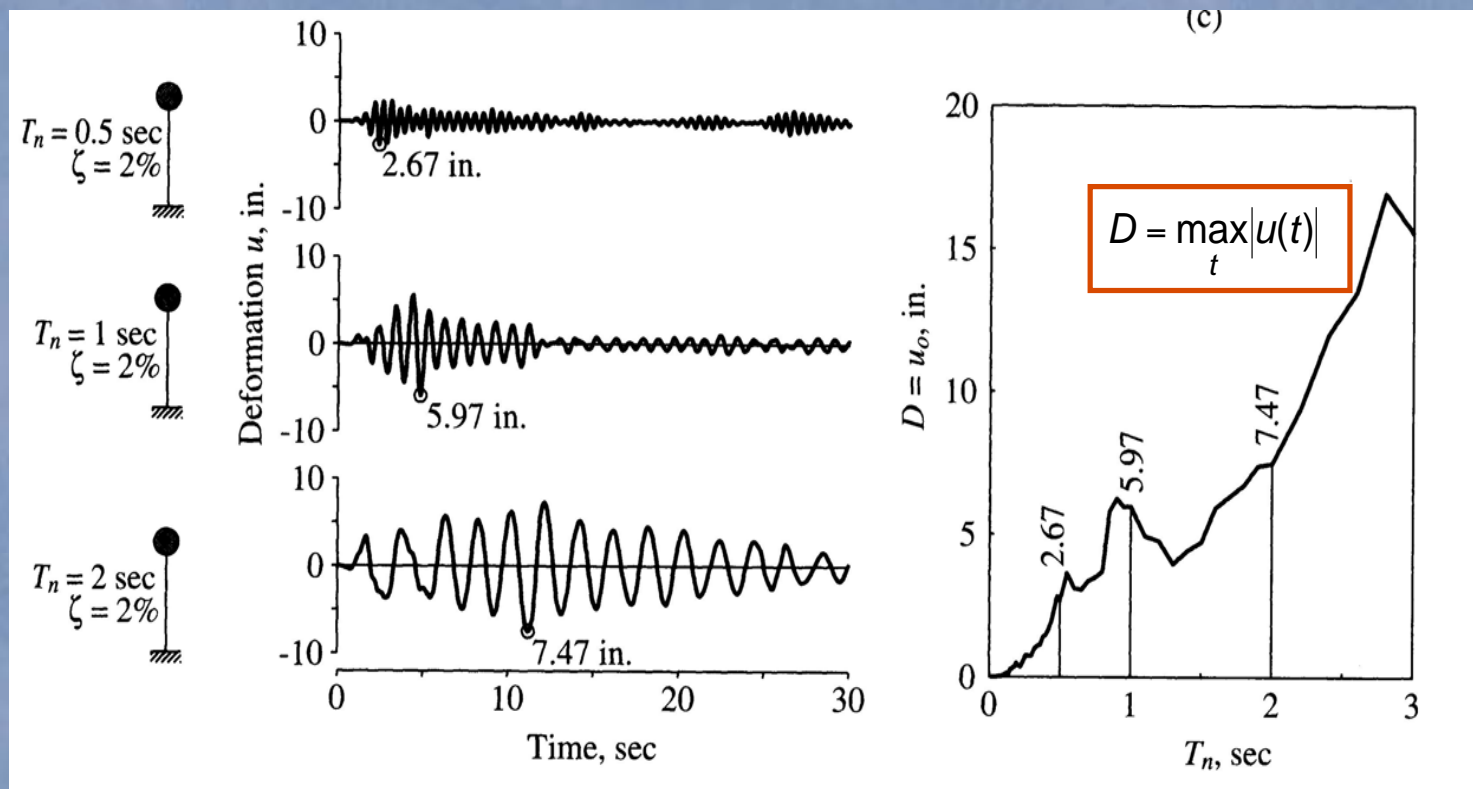 (c)
T_n = 0.5 sec
ζ = 2%
T_n = 1 sec
ζ = 2%
T_n = 2 sec
ζ = 2%
Deformation u, in.
10
0
-10
2.67 in.
10
0
-10
5.97 in.
10
0
-10
7.47 in.
0
10
20
30
Time, sec
D = u_o, in.
20
15
10
5
0
D = max|u(t)|
t
2.67
5.97
7.47
0
1
2
3
T_n, sec